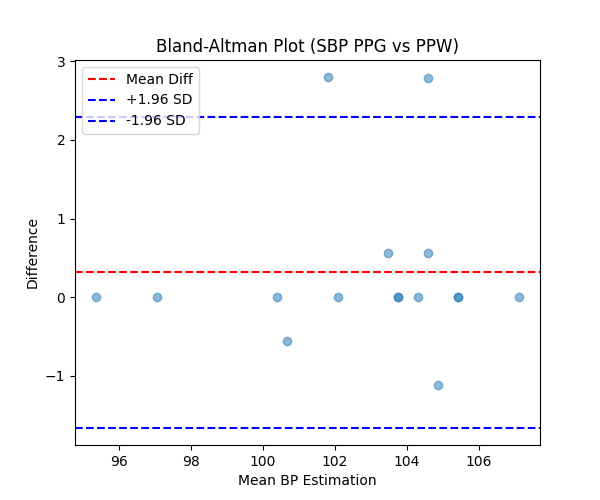 Bland-Altman Plot (SBP PPG vs PPW)
Mean Diff
+1.96 SD
-1.96 SD
3
2
1
0
−1
Difference
96
98
100
102
104
106
Mean BP Estimation